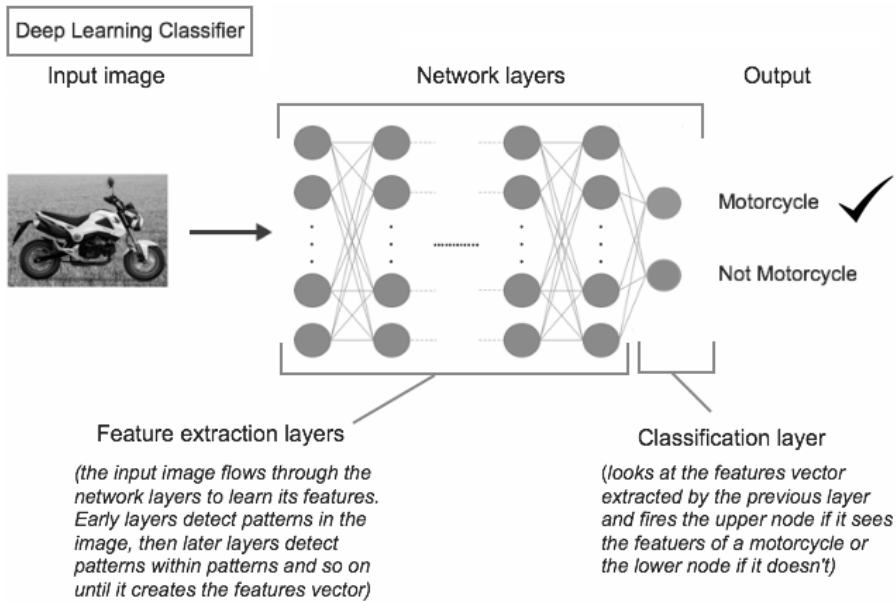 Deep Learning Classifier
Input image
Network layers
Output
Motorcycle
Not Motorcycle
Feature extraction layers
(the input image flows through the
network layers to learn its features.
Early layers detect patterns in the
image, then later layers detect
patterns within patterns and so on
until it creates the features vector)
Classification layer
(looks at the features vector
extracted by the previous layer
and fires the upper node if it sees
the featuers of a motorcycle or
the lower node if it doesn't)